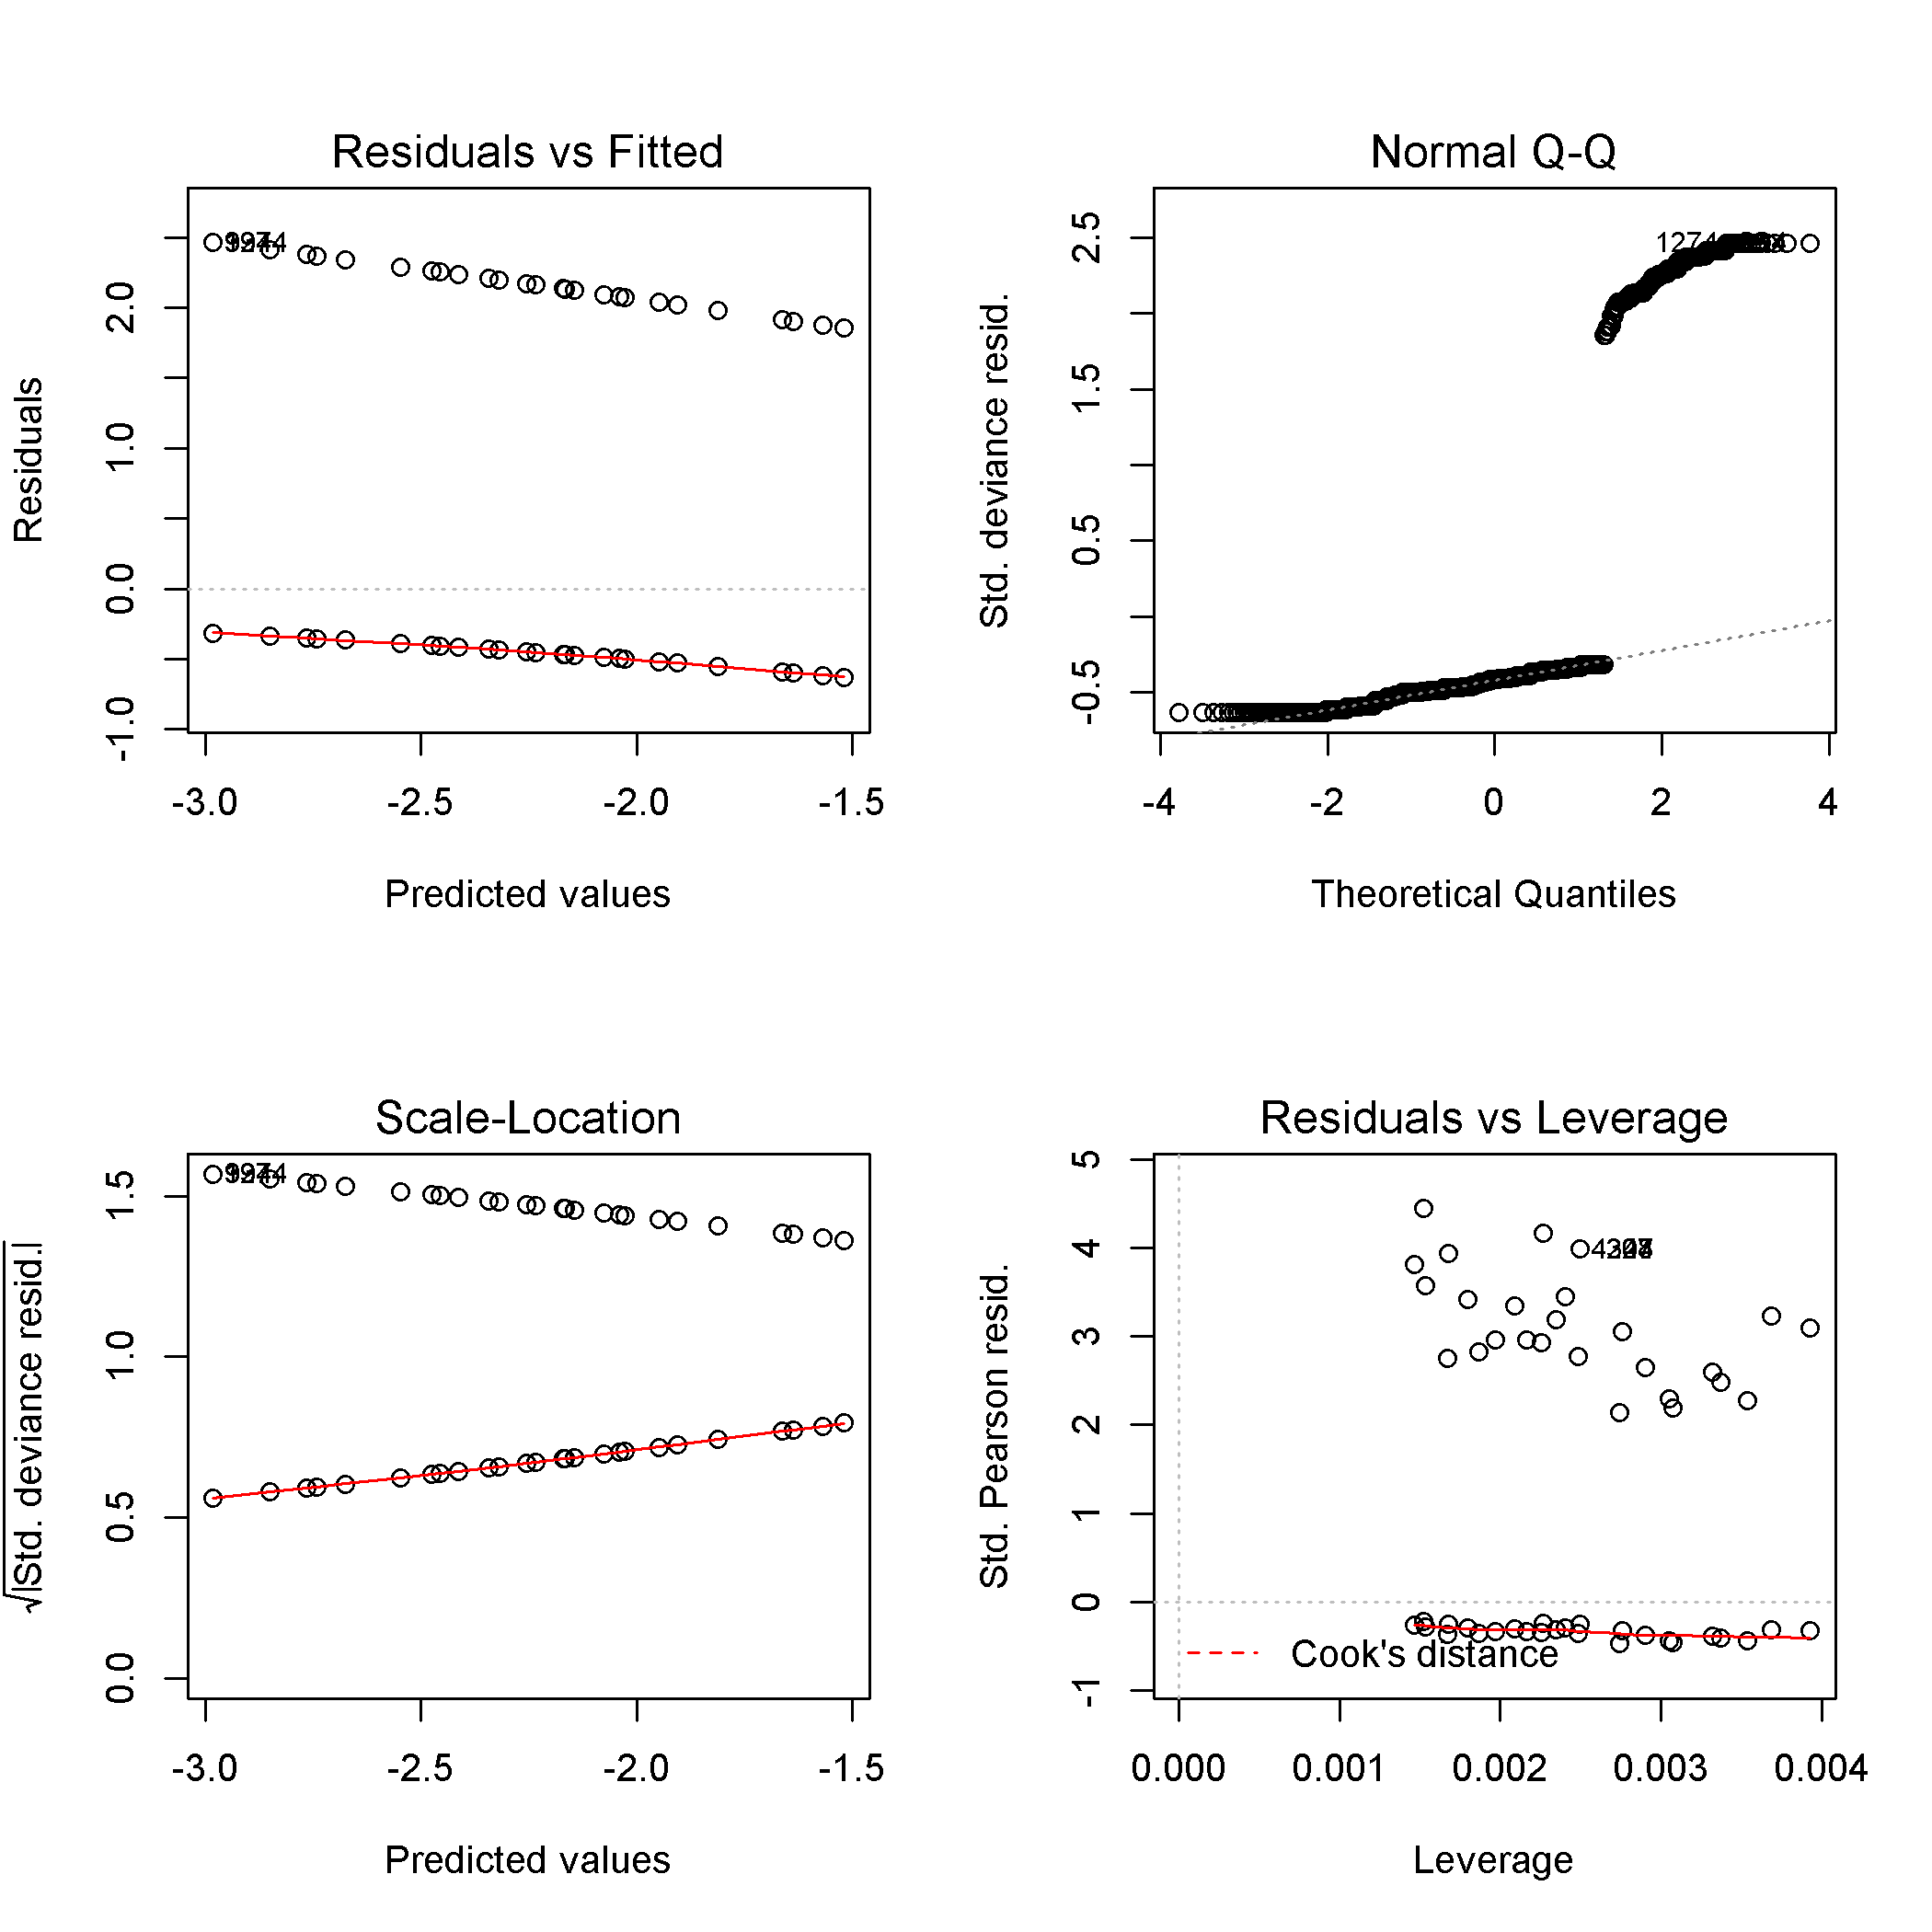 Residuals vs Fitted
Residuals
2.0
1.0
0.0
-1.0
-3.0 -2.5 -2.0 -1.5
Predicted values
Normal Q-Q
Std. deviance resid.
2.5
1.5
0.5
-0.5
1274
-4 -2 0 2 4
Theoretical Quantiles
Scale-Location
√|Std. deviance resid.|
1.5
1.0
0.5
0.0
-3.0 -2.5 -2.0 -1.5
Predicted values
Residuals vs Leverage
Std. Pearson resid.
5
4
3
2
1
0
-1
Cook's distance
0.000 0.001 0.002 0.003 0.004
Leverage